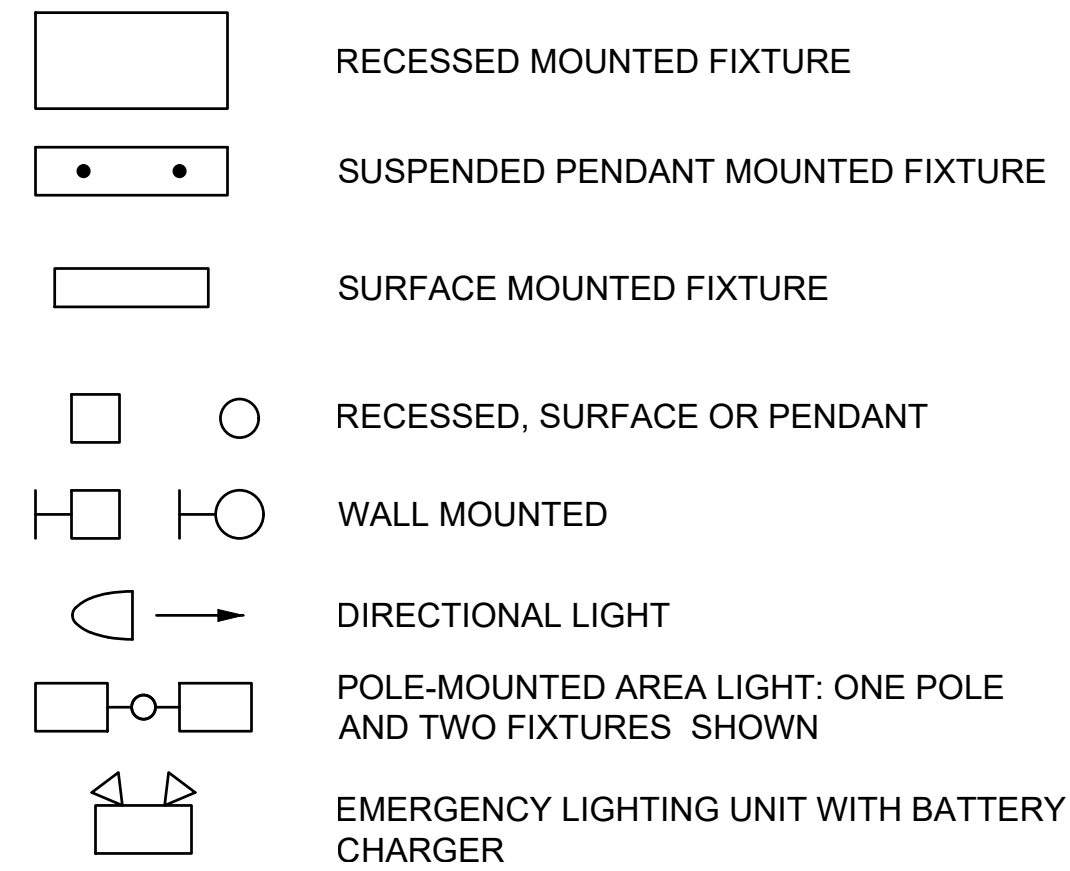 RECESSED MOUNTED FIXTURE
SUSPENDED PENDANT MOUNTED FIXTURE
SURFACE MOUNTED FIXTURE
RECESSED, SURFACE OR PENDANT
WALL MOUNTED
DIRECTIONAL LIGHT
POLE-MOUNTED AREA LIGHT: ONE POLE
AND TWO FIXTURES  SHOWN
EMERGENCY LIGHTING UNIT WITH BATTERY
CHARGER